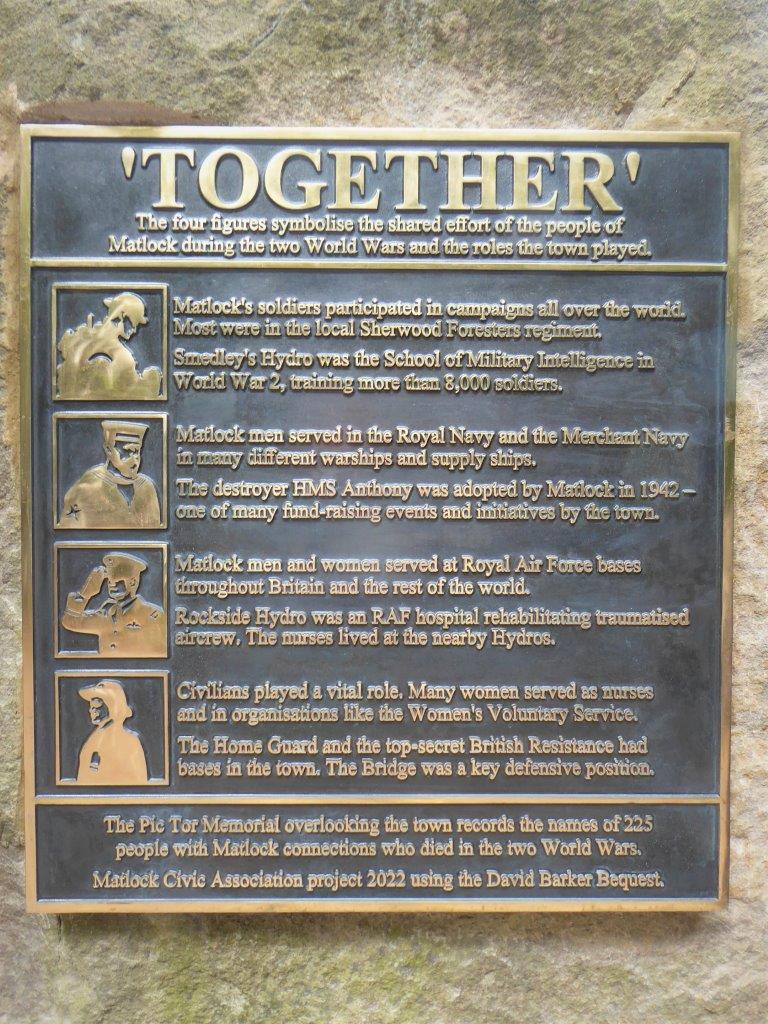 'TOGETHER'
The four figures symbolise the shared effort of the people of
Matlock during the two World Wars and the roles the town played.
Matlock's soldiers participated in campaigns all over the world.
Most were in the local Sherwood Foresters regiment.
Smedley's Hydro was the School of Military Intelligence in
World War 2, training more than 8,000 soldiers.
Matlock men served in the Royal Navy and the Merchant Navy
in many different warships and supply ships.
The destroyer HMS Anthony was adopted by Matlock in 1942 –
one of many fund-raising events and initiatives by the town.
Matlock men and women served at Royal Air Force bases
throughout Britain and the rest of the world.
Rockside Hydro was an RAF hospital rehabilitating traumatised
aircrew. The nurses lived at the nearby Hydros.
Civilians played a vital role. Many women served as nurses
and in organisations like the Women's Voluntary Service.
The Home Guard and the top-secret British Resistance had
bases in the town. The Bridge was a key defensive position.
The Pic Tor Memorial overlooking the town records the names of 225
people with Matlock connections who died in the two World Wars.
Matlock Civic Association project 2022 using the David Barker Bequest.